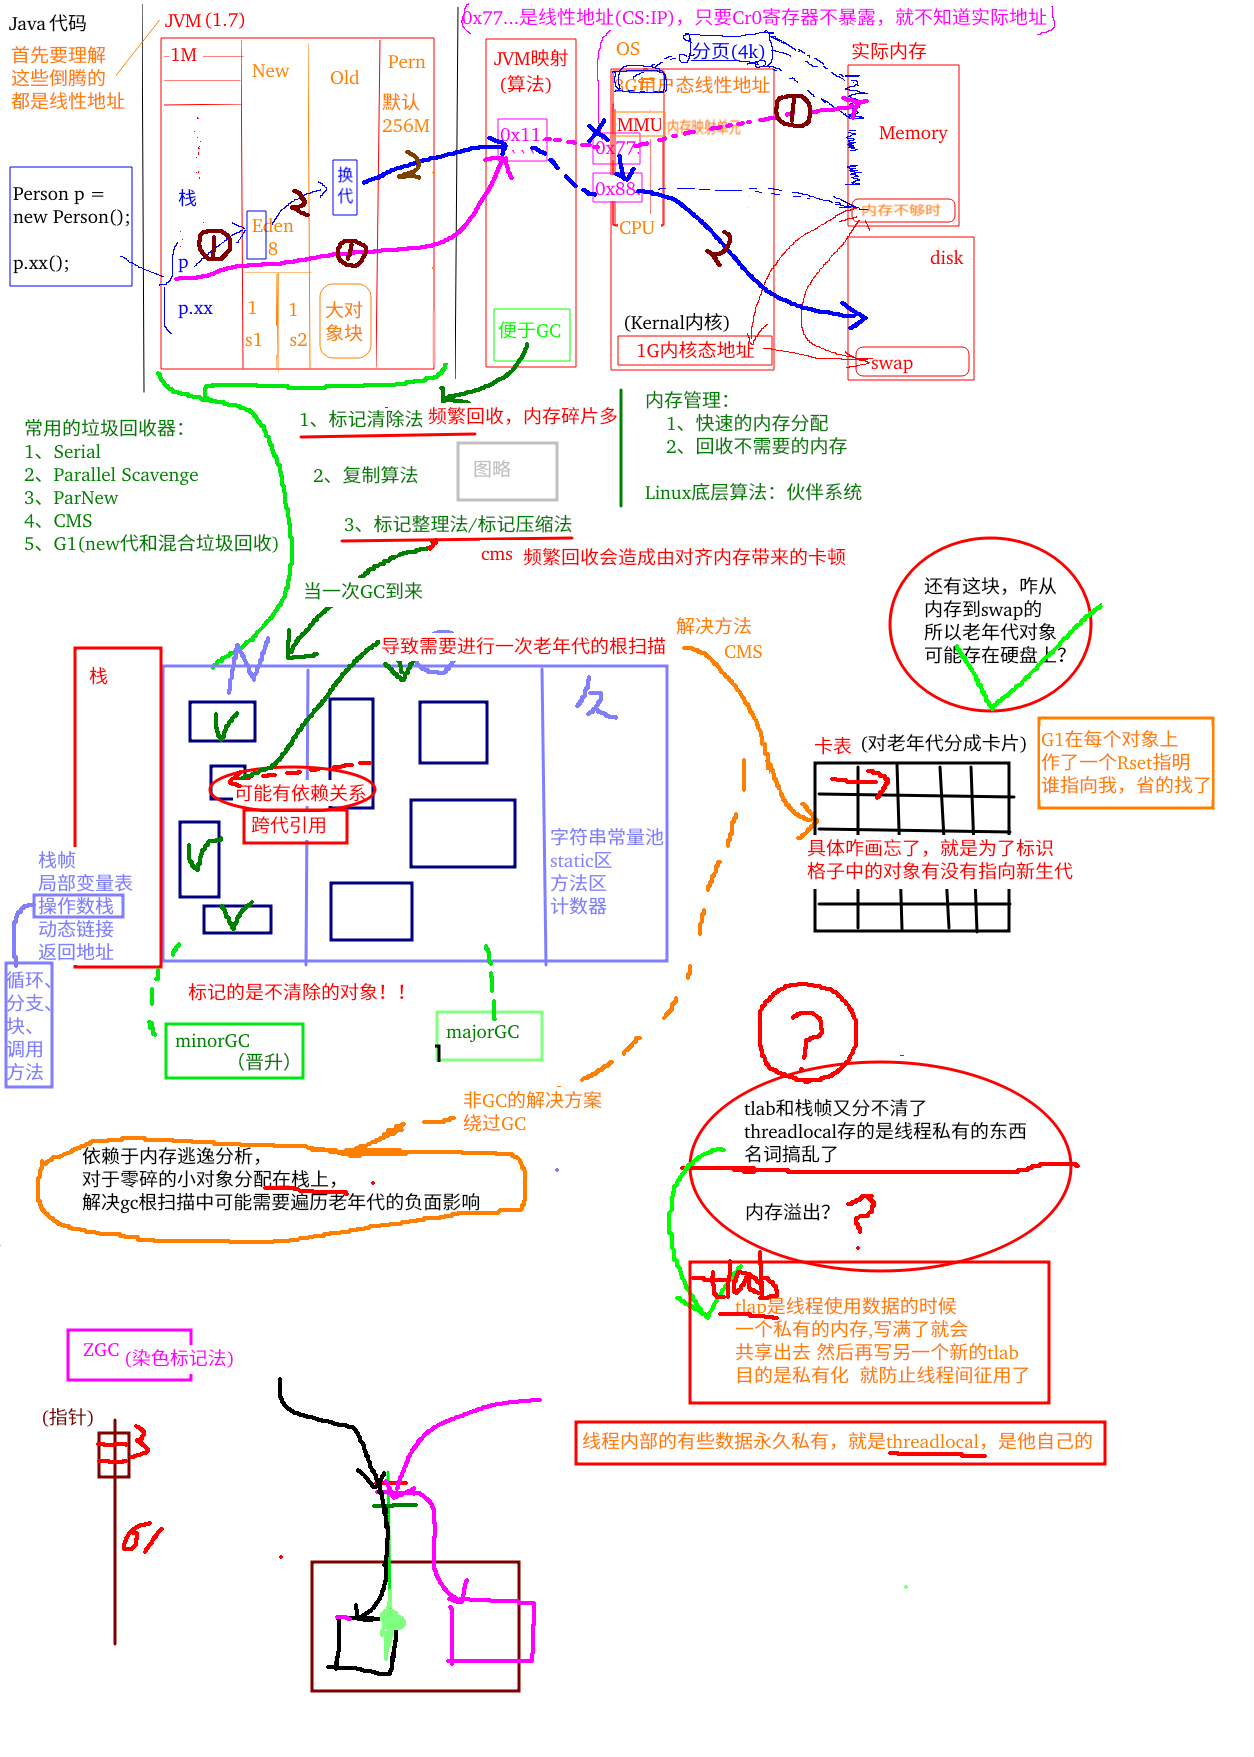 0x77...是线性地址(CS:IP)，只要Cr0寄存器不暴露，就不知道实际地址
Java 代码
首先要理解
这些倒腾的
都是线性地址
JVM (1.7)
1M
New
Old
Pern
默认
256M
JVM映射
(算法)
OS
分页(4k)
用户态线性地址
实际内存
MMU
内存映射单元
Memory
0x11
0x77
0x88
CPU
内存不够时
Person p =
new Person();
p.xx();
栈
换
代
Eden
8
p
p.xx
1
1
s1
s2
大对
象块
1
2
1
2
1
2
便于GC
(Kernal内核)
1G内核态地址
disk
swap
常用的垃圾回收器：
1、Serial
2、Parallel Scavenge
3、ParNew
4、CMS
5、G1(new代和混合垃圾回收)
1、标记清除法
频繁回收，内存碎片多
2、复制算法
图略
3、标记整理法/标记压缩法
cms
频繁回收会造成由对齐内存带来的卡顿
内存管理：
1、快速的内存分配
2、回收不需要的内存
Linux底层算法：伙伴系统
当一次GC到来
导致需要进行一次老年代的根扫描
解决方法
CMS
还有这块，咋从
内存到swap的
所以老年代对象
可能存在硬盘上？
栈
N
O
久
可能有依赖关系
跨代引用
字符串常量池
static区
方法区
计数器
卡表
(对老年代分成卡片)
具体咋画忘了，就是为了标识
格子中的对象有没有指向新生代
G1在每个对象上
作了一个Rset指明
谁指向我，省的找了
栈帧
局部变量表
操作数栈
动态链接
返回地址
循环、
分支、
块、
调用
方法
标记的是不清除的对象！！
minorGC
(晋升)
majorGC
非GC的解决方案
绕过GC
依赖于内存逃逸分析，
对于零碎的小对象分配在栈上，
解决gc根扫描中可能需要遍历老年代的负面影响
?
tlab和栈帧又分不清了
threadlocal存的是线程私有的东西
名词搞乱了
内存溢出？
?
tlab
tlap是线程使用数据的时候
一个私有的内存,写满了就会
共享出去 然后再写另一个新的tlab
目的是私有化 就防止线程间征用了
线程内部的有些数据永久私有，就是threadlocal，是他自己的
ZGC
(染色标记法)
(指针)
3
61